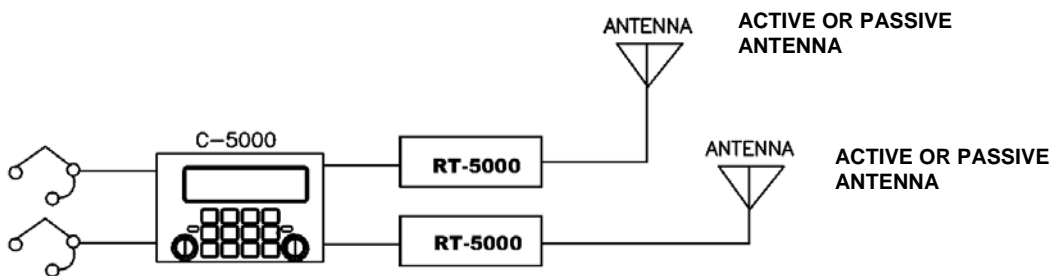 ANTENNA
ACTIVE OR PASSIVE
ANTENNA
C-5000
RT-5000
ANTENNA
ACTIVE OR PASSIVE
ANTENNA
RT-5000